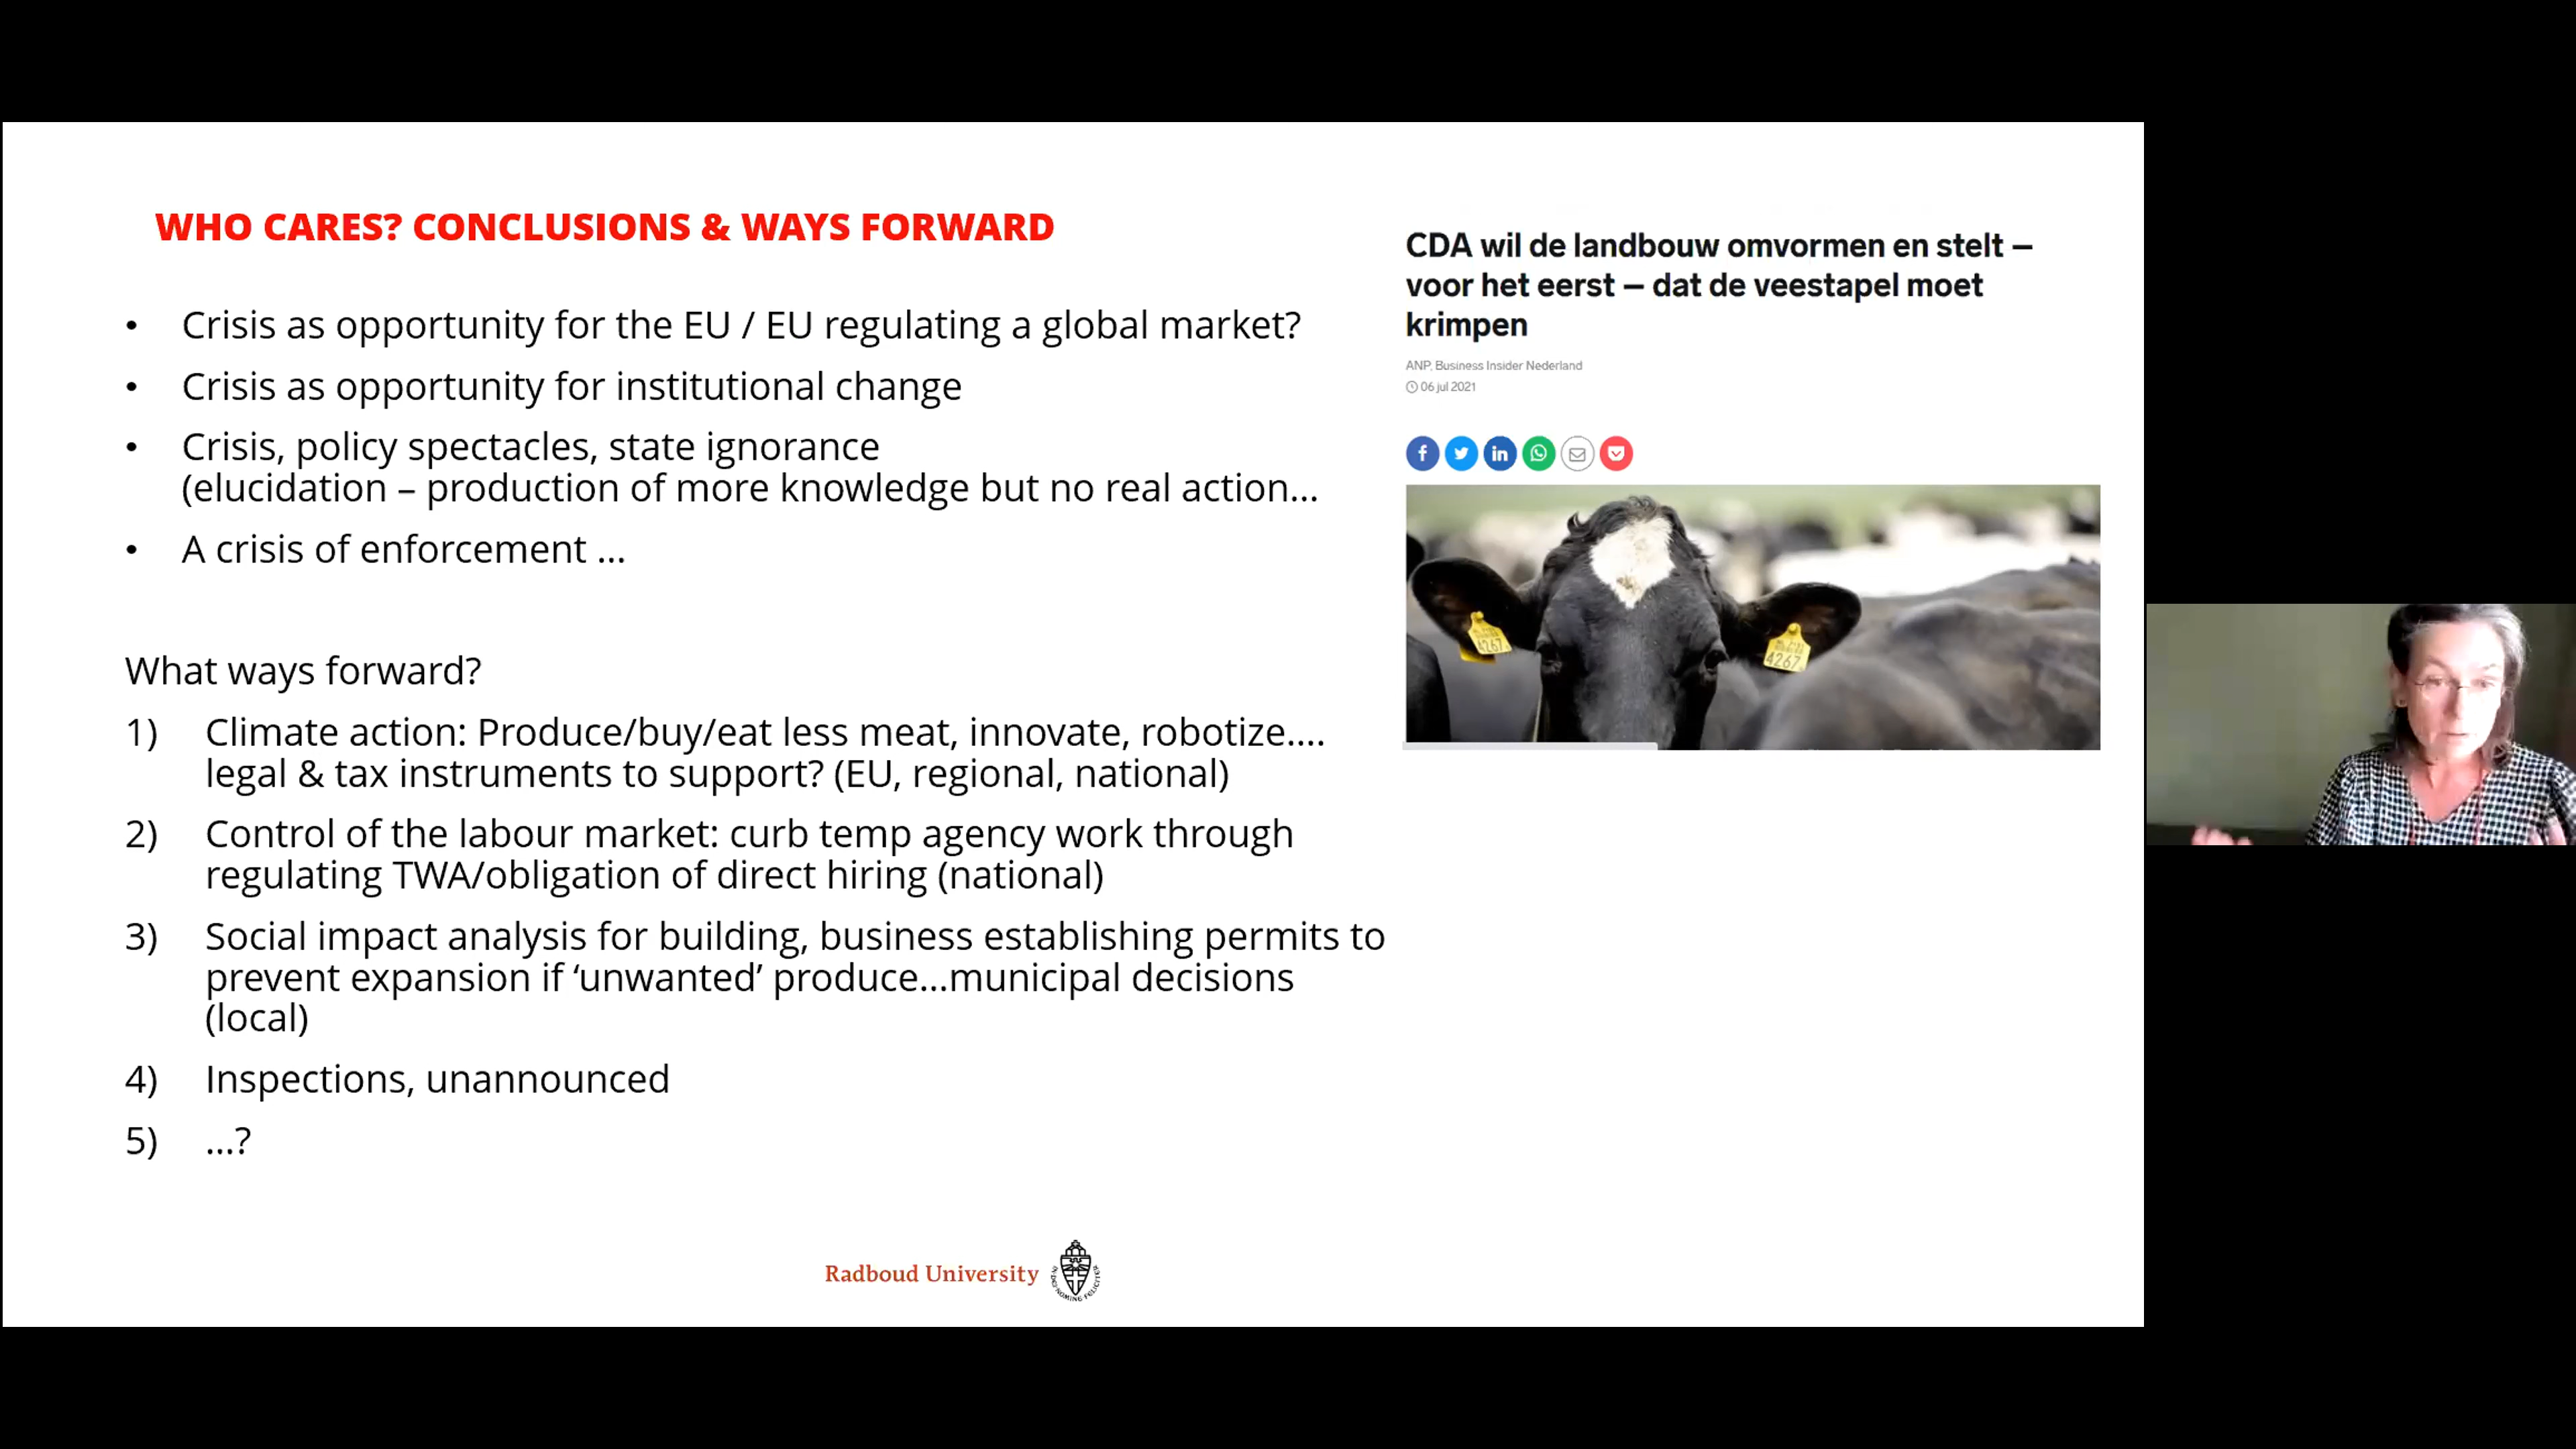 WHO CARES? CONCLUSIONS & WAYS FORWARD
• Crisis as opportunity for the EU / EU regulating a global market?
• Crisis as opportunity for institutional change
• Crisis, policy spectacles, state ignorance
(elucidation – production of more knowledge but no real action...
• A crisis of enforcement ...
What ways forward?
1) Climate action: Produce/buy/eat less meat, innovate, robotize....
legal & tax instruments to support? (EU, regional, national)
2) Control of the labour market: curb temp agency work through
regulating TWA/obligation of direct hiring (national)
3) Social impact analysis for building, business establishing permits to
prevent expansion if ‘unwanted’ produce...municipal decisions
(local)
4) Inspections, unannounced
5) ...?
CDA wil de landbouw omvormen en stelt –
voor het eerst – dat de veestapel moet
krimpen
ANP, Business Insider Nederland
06 jul 2021
4267
4267
Radboud University